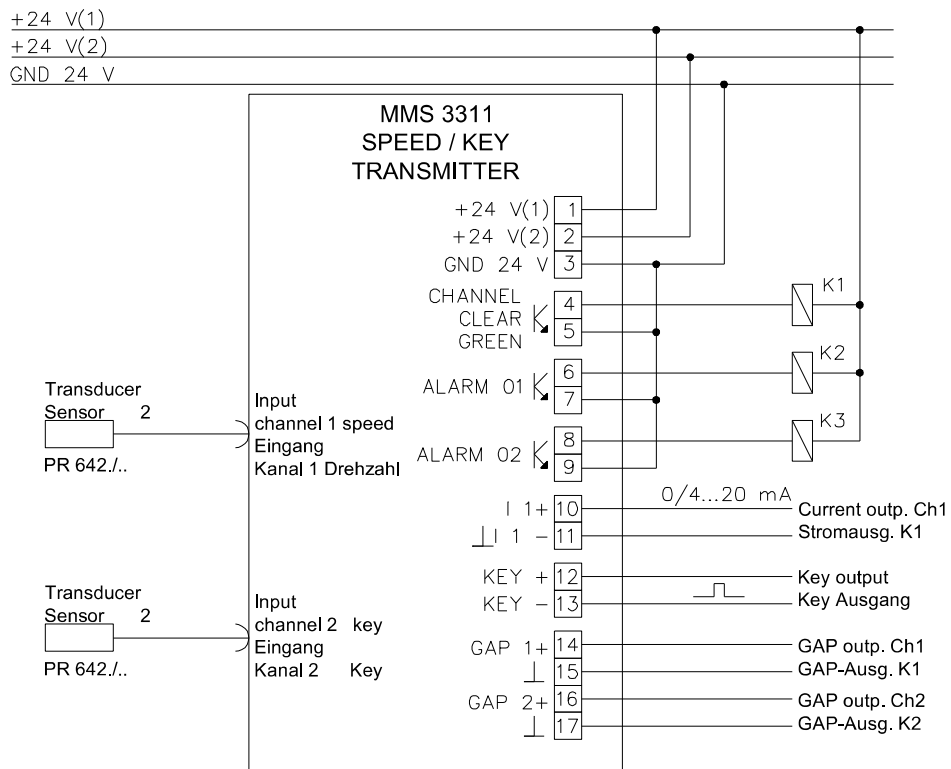 +24 V(1)
+24 V(2)
GND 24 V
MMS 3311
SPEED / KEY
TRANSMITTER
+24 V(1) 1
+24 V(2) 2
GND 24 V 3
CHANNEL
CLEAR
GREEN
4
5
K1
ALARM 01
6
7
K2
ALARM 02
8
9
K3
Transducer
Sensor 2
PR 642./..
Input
channel 1 speed
Eingang
Kanal 1 Drehzahl
I 1+ 10
I 1 - 11
0/4...20 mA
Current outp. Ch1
Stromausg. K1
KEY + 12
KEY - 13
Key output
Key Ausgang
Transducer
Sensor 2
PR 642./..
Input
channel 2 key
Eingang
Kanal 2 Key
GAP 1+ 14
15
GAP outp. Ch1
GAP-Ausg. K1
GAP 2+ 16
17
GAP outp. Ch2
GAP-Ausg. K2